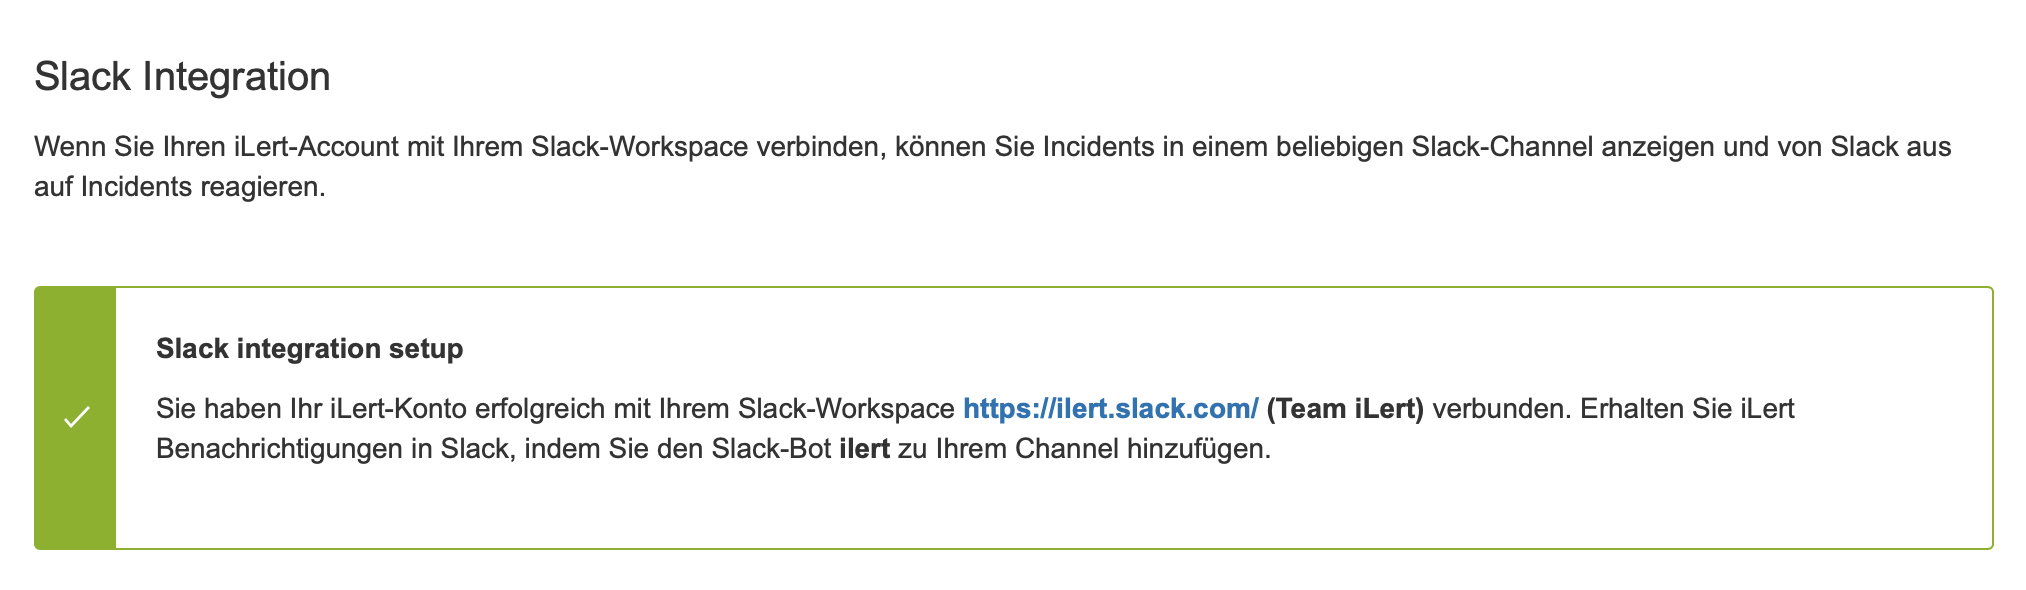 Slack Integration
Wenn Sie Ihren iLert-Account mit Ihrem Slack-Workspace verbinden, können Sie Incidents in einem beliebigen Slack-Channel anzeigen und von Slack aus
auf Incidents reagieren.
Slack integration setup
Sie haben Ihr iLert-Konto erfolgreich mit Ihrem Slack-Workspace https://ilert.slack.com/ (Team iLert) verbunden. Erhalten Sie iLert
Benachrichtigungen in Slack, indem Sie den Slack-Bot ilert zu Ihrem Channel hinzufügen.